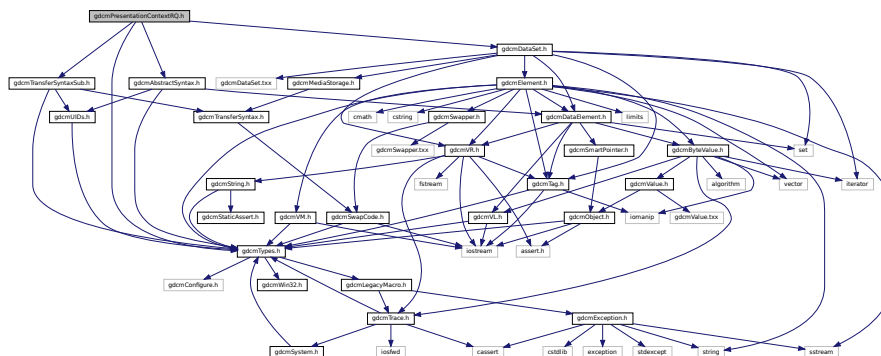 gdcmPresentationContextRQ.h
gdcmDataSet.h
gdcmTransferSyntaxSub.h
gdcmAbstractSyntax.h
gdcmDataSet.txx
gdcmMediaStorage.h
gdcmElement.h
gdcmUIDs.h
gdcmTransferSyntax.h
cmath
cstring
gdcmSwapper.h
gdcmDataElement.h
limits
gdcmSwapper.txx
gdcmVR.h
gdcmSmartPointer.h
gdcmByteValue.h
set
gdcmString.h
fstream
gdcmTag.h
gdcmValue.h
algorithm
vector
iterator
gdcmStaticAssert.h
gdcmVM.h
gdcmSwapCode.h
gdcmVL.h
gdcmObject.h
iomanip
gdcmValue.txx
gdcmTypes.h
iostream
assert.h
gdcmConfigure.h
gdcmWin32.h
gdcmLegacyMacro.h
gdcmTrace.h
gdcmException.h
gdcmSystem.h
iosfwd
cassert
cstdlib
exception
stdexcept
string
sstream